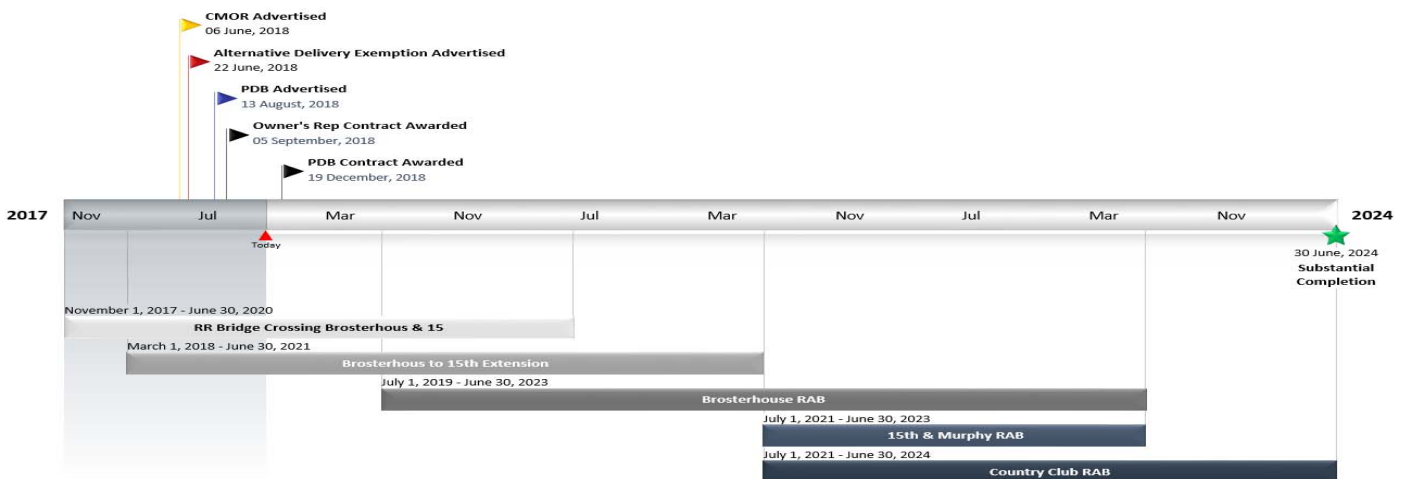 CMOR Advertised
06 June, 2018
Alternative Delivery Exemption Advertised
22 June, 2018
PDB Advertised
13 August, 2018
Owner's Rep Contract Awarded
05 September, 2018
PDB Contract Awarded
19 December, 2018
2017 Nov Jul Mar Nov Jul Mar Nov Jul Mar Nov 2024
Today
30 June, 2024
Substantial
Completion
November 1, 2017 - June 30, 2020
RR Bridge Crossing Brosterhous & 15
March 1, 2018 - June 30, 2021
Brosterhous to 15th Extension
July 1, 2019 - June 30, 2023
Brosterhouse RAB
July 1, 2021 - June 30, 2023
15th & Murphy RAB
July 1, 2021 - June 30, 2024
Country Club RAB